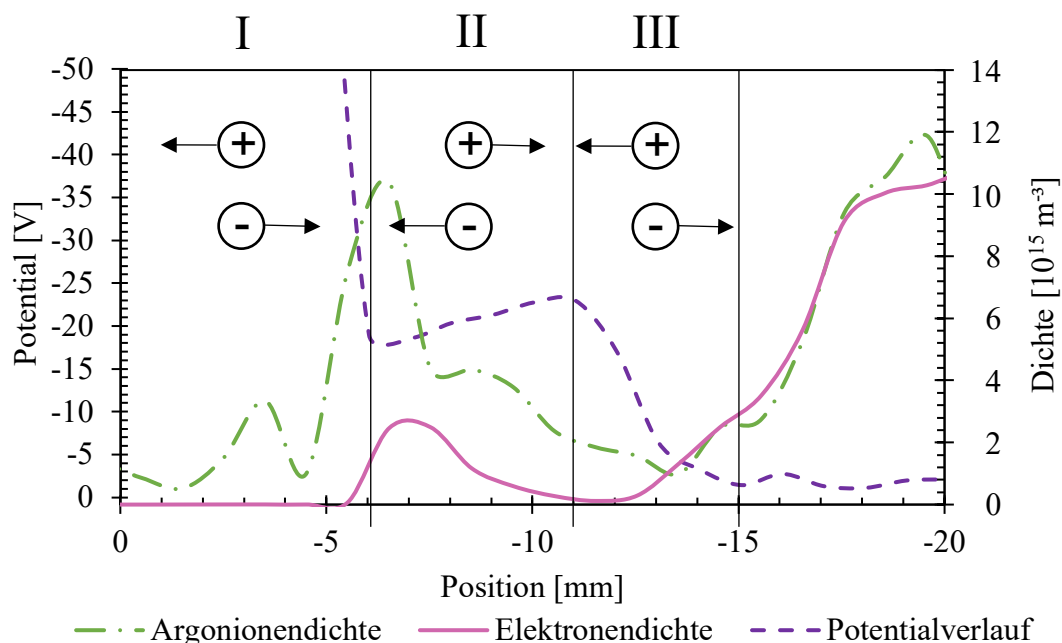 I II III
-50
-45
-40
-35
-30
-25
-20
-15
-10
-5
0
Potential [V]
+ + +
- - -
14
12
10
8
6
4
2
0
Dichte [10¹⁵ m⁻³]
0 -5 -10 -15 -20
Position [mm]
Argonionendichte Elektronendichte Potentialverlauf